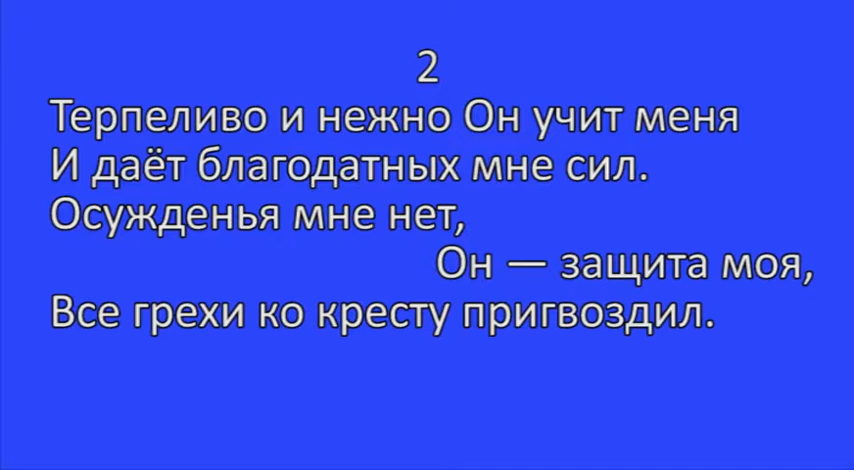 2
Терпеливо и нежно Он учит меня
И даёт благодатных мне сил.
Осужденья мне нет,
Он — защита моя,
Все грехи ко кресту пригвоздил.